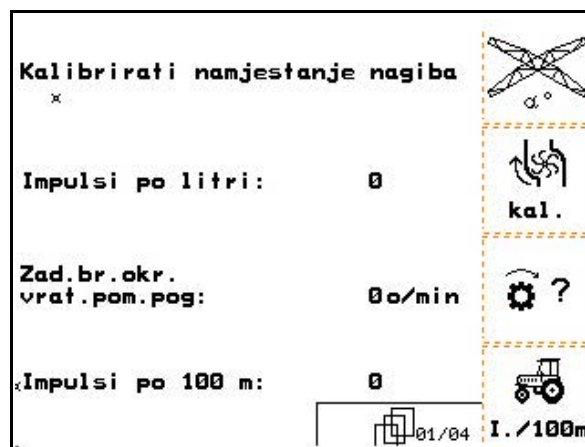 Kalibrirati namjestanje nagiba
α°
Impulsi po litri: 0
kal.
Zad.br.okr.
vrat.pom.pog: 0o/min
?
Impulsi po 100 m: 0
01/04
I./100m